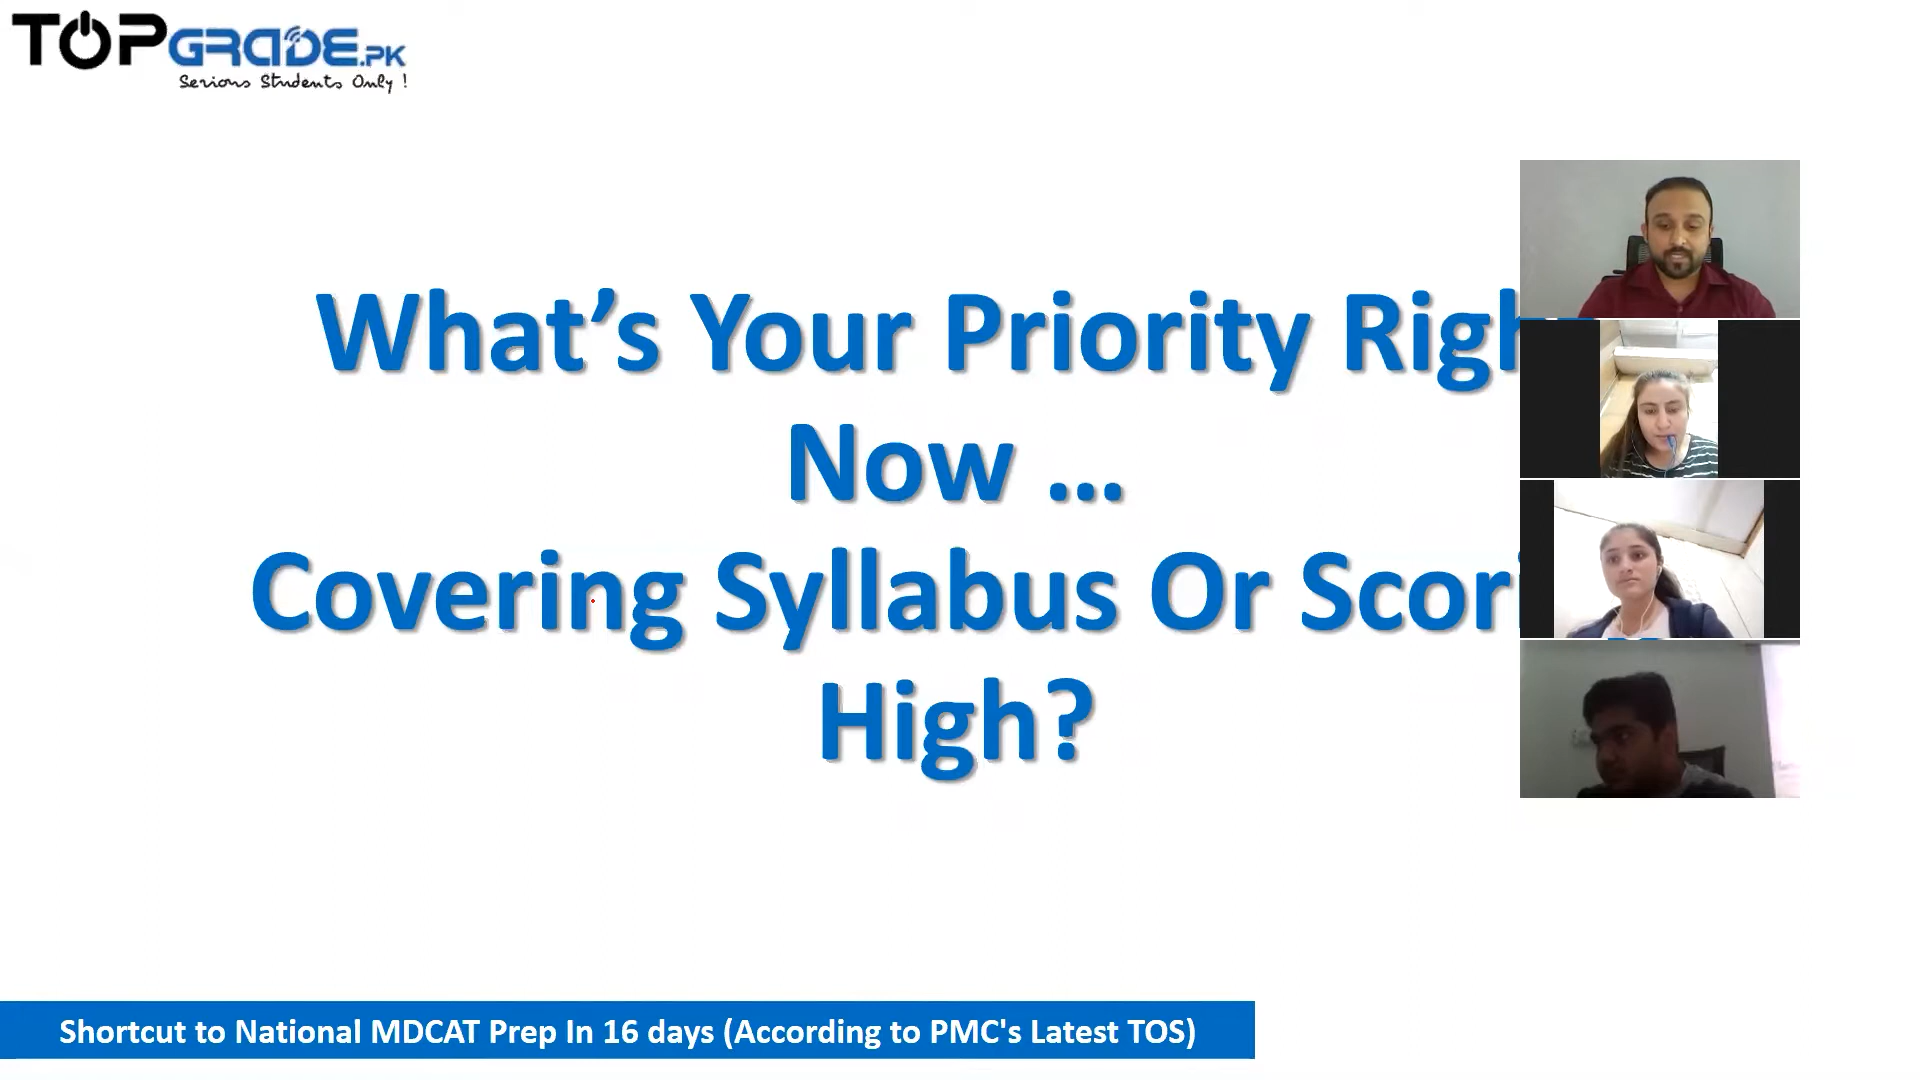 TOPGRADE.PK
Serious Students Only !
What's Your Priority Righ
Now ...
Covering Syllabus Or Scori
High?
Shortcut to National MDCAT Prep In 16 days (According to PMC's Latest TOS)